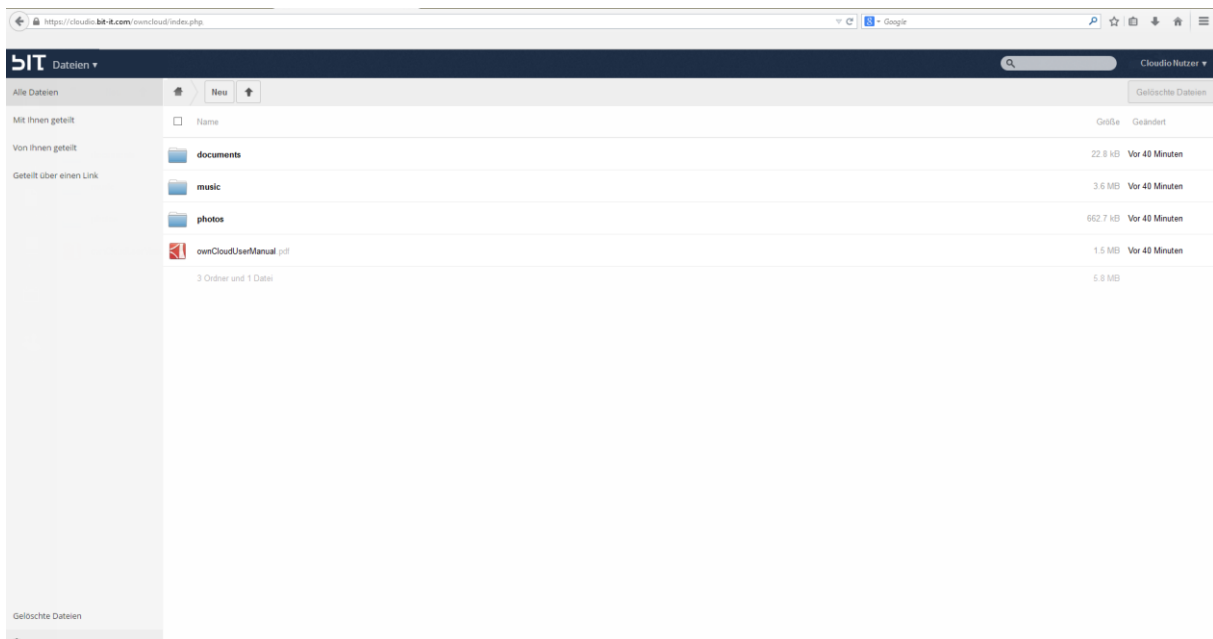 https://cloudio.bit-it.com/owncloud/index.php
Google
bIT Dateien
Cloudio Nutzer
Alle Dateien
Neu
Gelöschte Dateien
Mit Ihnen geteilt
Name Größe Geändert
Von Ihnen geteilt
documents 22.8 kB Vor 40 Minuten
Geteilt über einen Link
music 3.6 MB Vor 40 Minuten
photos 662.7 kB Vor 40 Minuten
ownCloudUserManual.pdf 1.5 MB Vor 40 Minuten
3 Ordner und 1 Datei 5.8 MB
Gelöschte Dateien